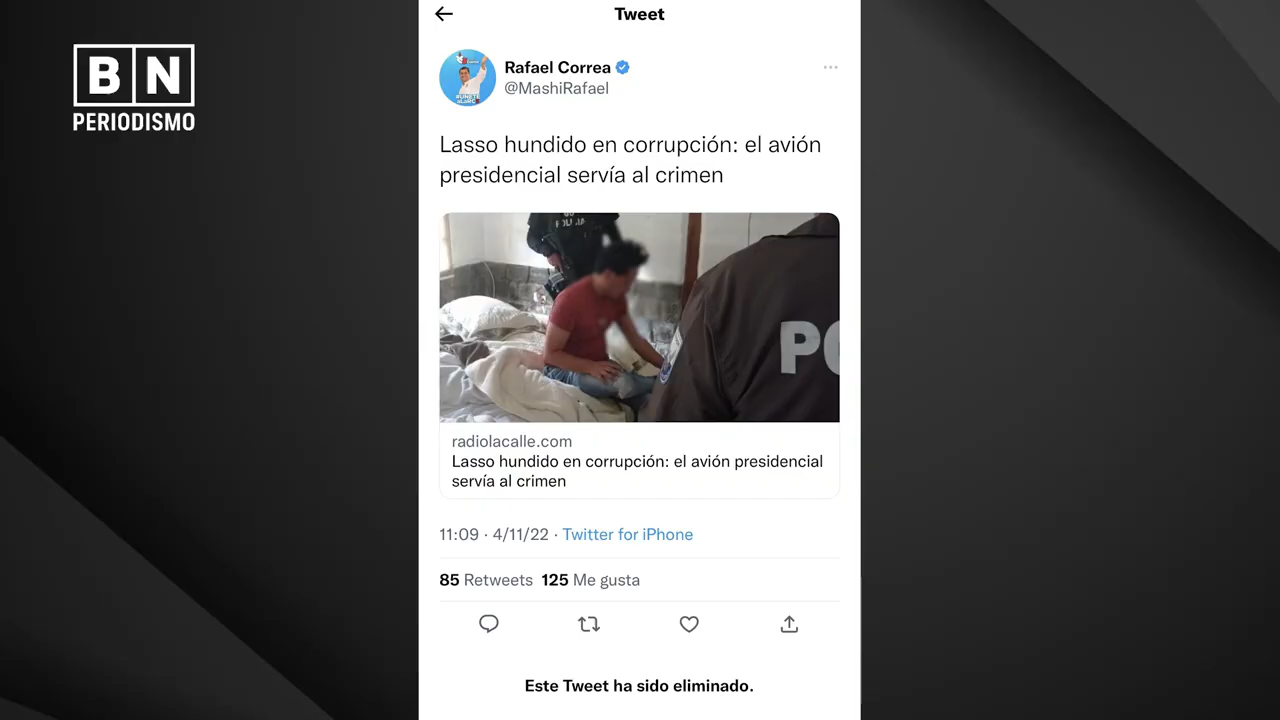 BN
PERIODISMO
Tweet
Rafael Correa
@MashiRafael
Lasso hundido en corrupción: el avión
presidencial servía al crimen
PO
radiolacalle.com
Lasso hundido en corrupción: el avión presidencial
servía al crimen
11:09 · 4/11/22 · Twitter for iPhone
85 Retweets 125 Me gusta
Este Tweet ha sido eliminado.